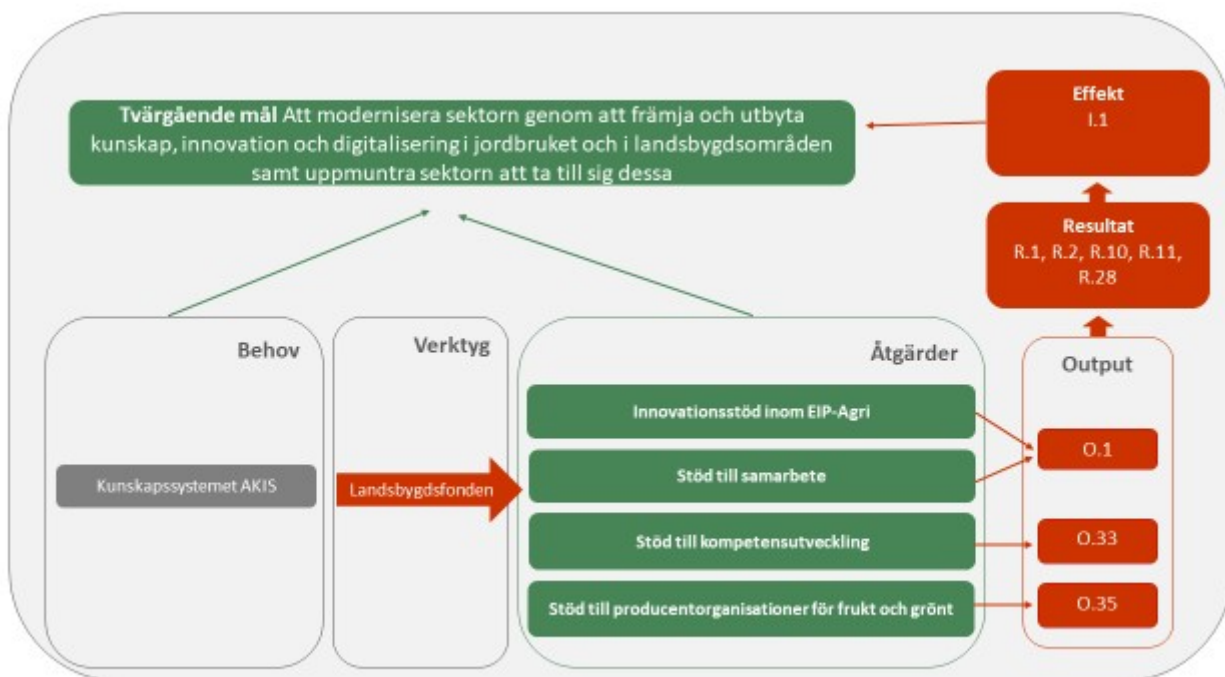 Tvärgående mål Att modernisera sektorn genom att främja och utbyta
kunskap, innovation och digitalisering i jordbruket och i landsbygdsområden
samt uppmuntra sektorn att ta till sig dessa
Effekt
I.1
Resultat
R.1, R.2, R.10, R.11,
R.28
Behov
Kunskapssystemet AKIS
Verktyg
Landsbygdsfonden
Åtgärder
Innovationsstöd inom EIP-Agri
Stöd till samarbete
Stöd till kompetensutveckling
Stöd till producentorganisationer för frukt och grönt
Output
O.1
O.33
O.35